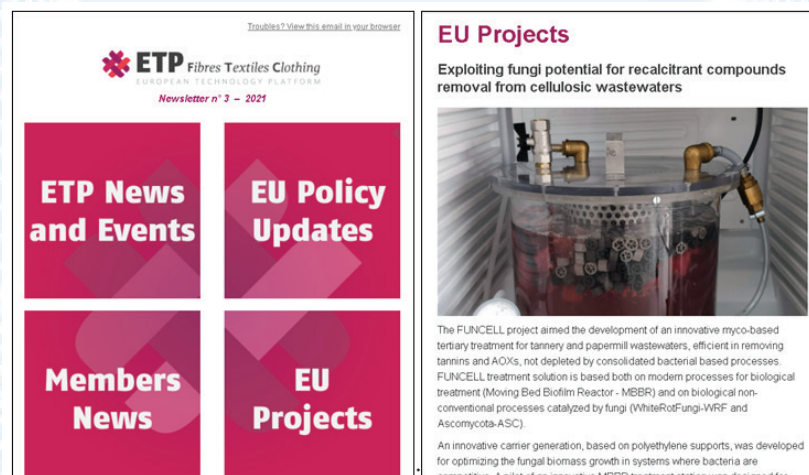 Troubles? View this email in your browser
ETP Fibres Textiles Clothing
EUROPEAN TECHNOLOGY PLATFORM
Newsletter n° 3 – 2021
ETP News
and Events
EU Policy
Updates
Members
News
EU
Projects
EU Projects
Exploiting fungi potential for recalcitrant compounds
removal from cellulosic wastewaters
The FUNCELL project aimed the development of an innovative myco-based
tertiary treatment for tannery and papermill wastewaters, efficient in removing
tannins and AOXs, not depleted by consolidated bacterial based processes.
FUNCELL treatment solution is based both on modern processes for biological
treatment (Moving Bed Biofilm Reactor - MBBR) and on biological non-
conventional processes catalyzed by fungi (WhiteRotFungi-WRF and
Ascomycota-ASC).
An innovative carrier generation, based on polyethylene supports, was developed
for optimizing the fungal biomass growth in systems where bacteria are